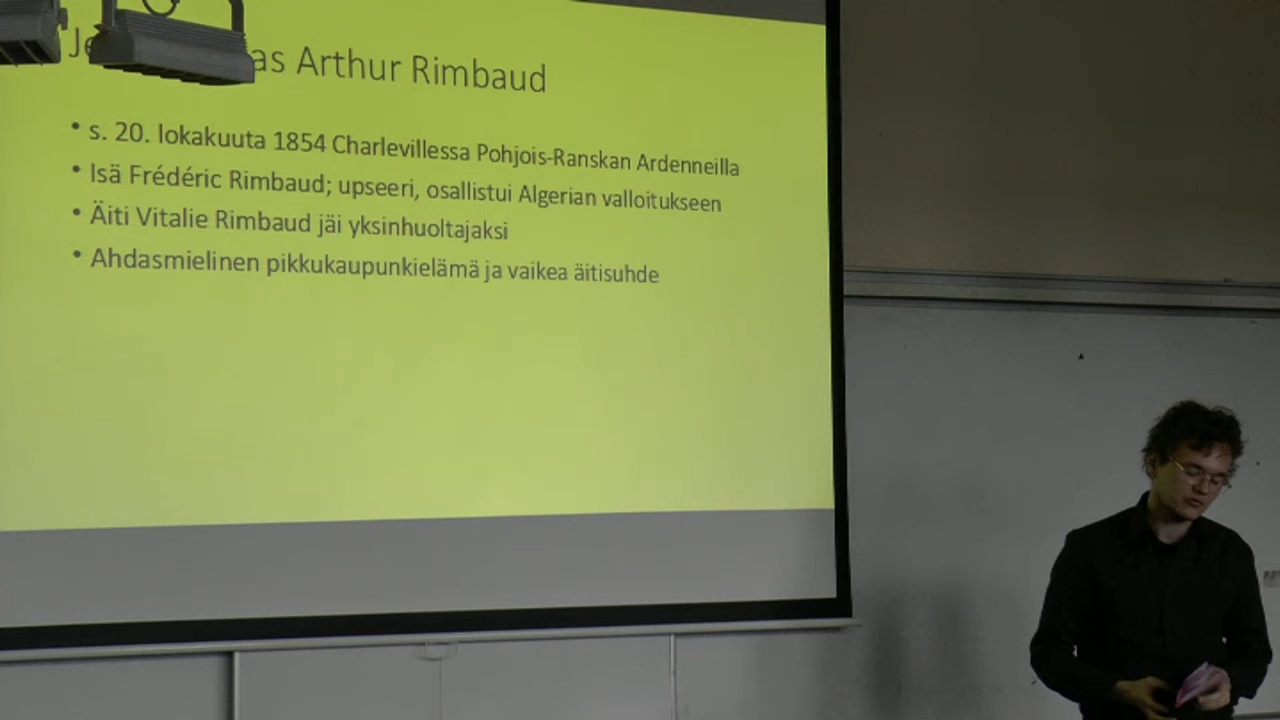 as Arthur Rimbaud
• s. 20. lokakuuta 1854 Charlevillessa Pohjois-Ranskan Ardenneilla
• Isä Frédéric Rimbaud; upseeri, osallistui Algerian valloitukseen
• Äiti Vitalie Rimbaud jäi yksinhuoltajaksi
• Ahdasmielinen pikkukaupunkielämä ja vaikea äitisuhde